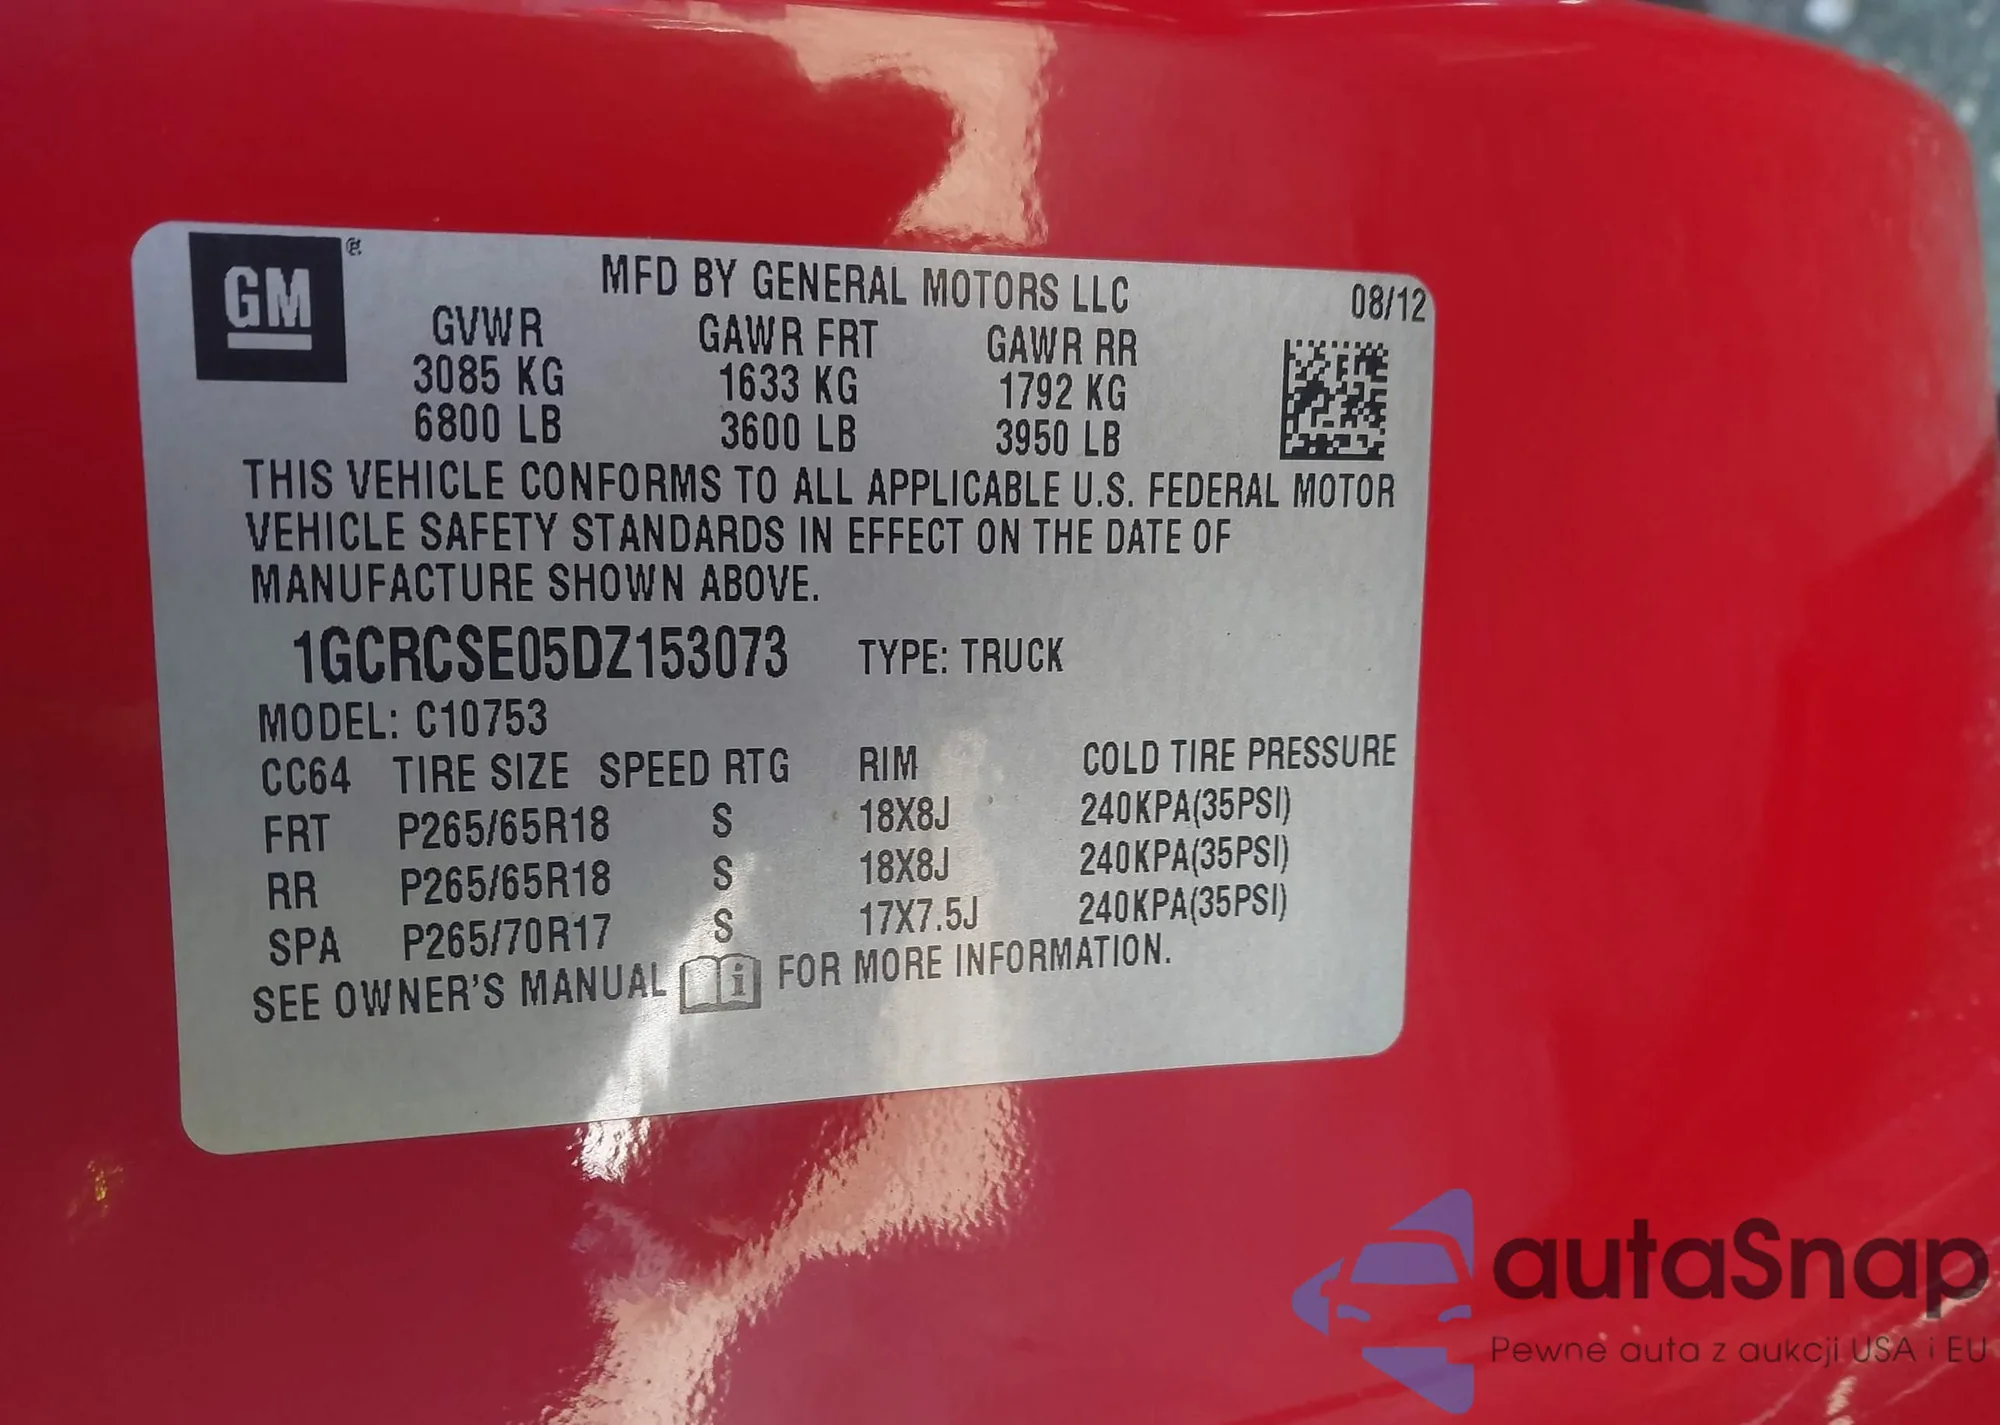 GM ®
MFD BY GENERAL MOTORS LLC 08/12
GVWR GAWR FRT GAWR RR
3085 KG 1633 KG 1792 KG
6800 LB 3600 LB 3950 LB
THIS VEHICLE CONFORMS TO ALL APPLICABLE U.S. FEDERAL MOTOR
VEHICLE SAFETY STANDARDS IN EFFECT ON THE DATE OF
MANUFACTURE SHOWN ABOVE.
1GCRCSE05DZ153073 TYPE: TRUCK
MODEL: C10753
CC64 TIRE SIZE SPEED RTG RIM COLD TIRE PRESSURE
FRT P265/65R18 S 18X8J 240KPA(35PSI)
RR P265/65R18 S 18X8J 240KPA(35PSI)
SPA P265/70R17 S 17X7.5J 240KPA(35PSI)
SEE OWNER'S MANUAL i FOR MORE INFORMATION.
autaSnap
Pewne auta z aukcji USA i EU